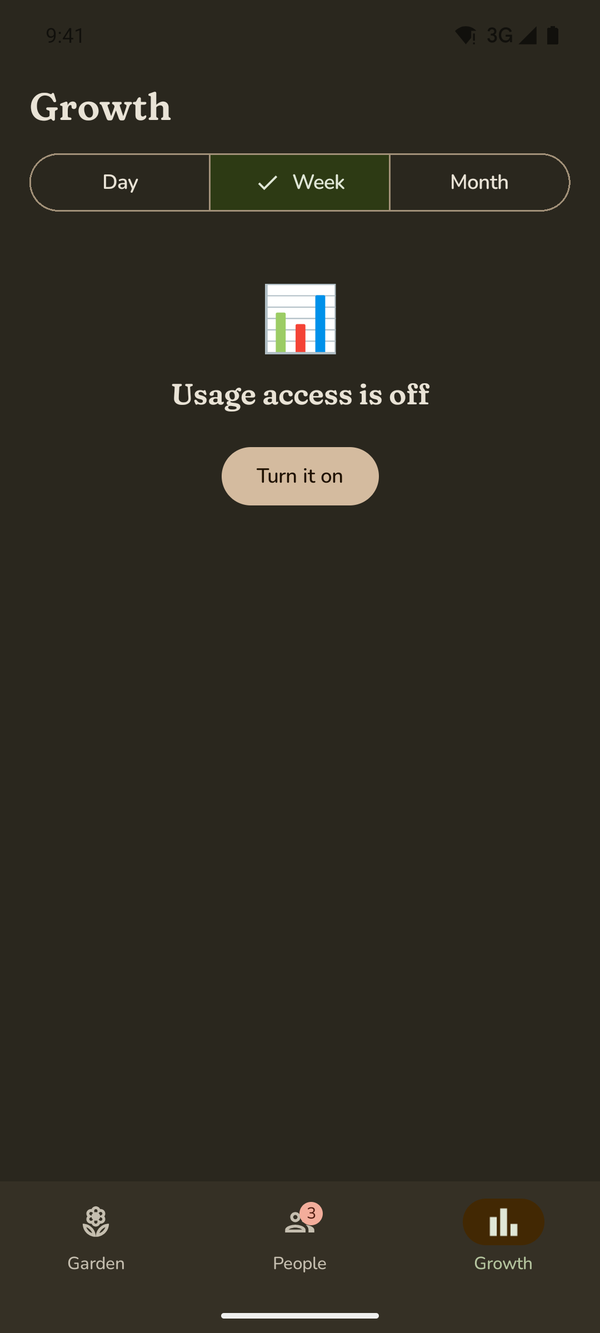 9:41
3G
Growth
Day
Week
Month
Usage access is off
Turn it on
3
Garden
People
Growth